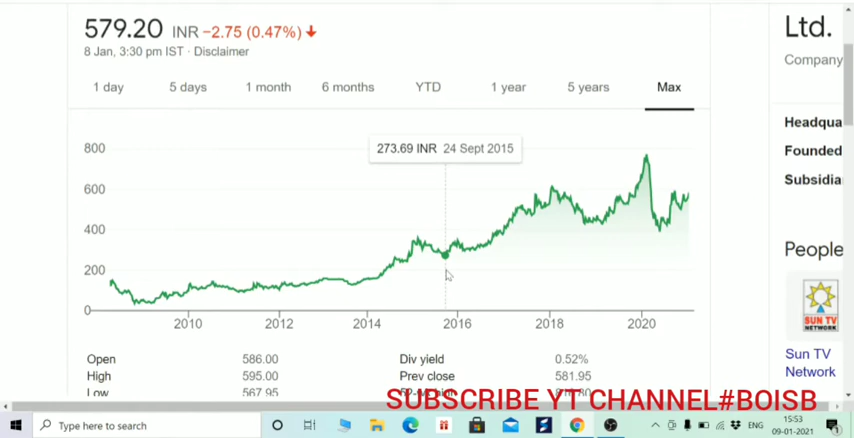 579.20 INR −2.75 (0.47%)
8 Jan, 3:30 pm IST · Disclaimer
1 day 5 days 1 month 6 months YTD 1 year 5 years Max
273.69 INR 24 Sept 2015
800
600
400
200
0
2010 2012 2014 2016 2018 2020
Open 586.00 Div yield 0.52%
High 595.00 Prev close 581.95
Low 567.95
Ltd.
Company
Headqua
Founded
Subsidia
People
SUN TV
NETWORK
Sun TV
Network
SUBSCRIBE YT CHANNEL#BOISB
Type here to search
ENG
15:53
09-01-2021